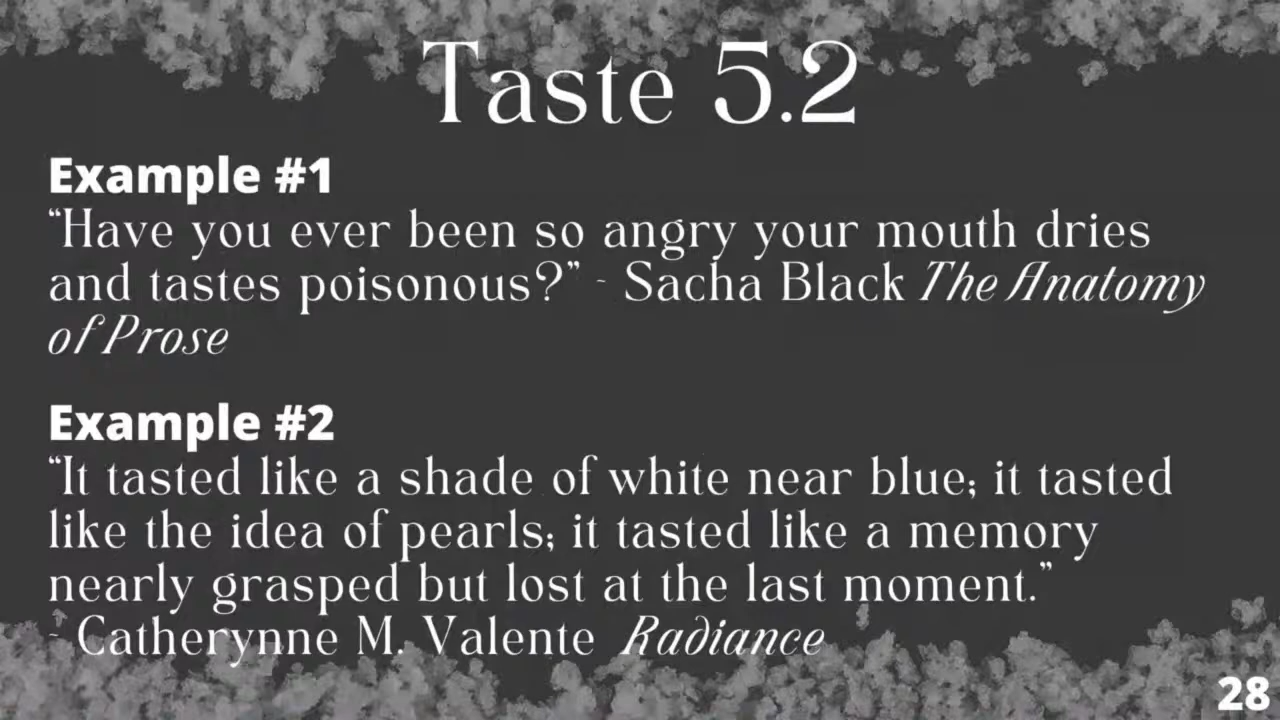 Taste 5.2
Example #1
“Have you ever been so angry your mouth dries
and tastes poisonous?” - Sacha Black The Anatomy
of Prose
Example #2
“It tasted like a shade of white near blue; it tasted
like the idea of pearls; it tasted like a memory
nearly grasped but lost at the last moment.”
- Catherynne M. Valente Radiance
28